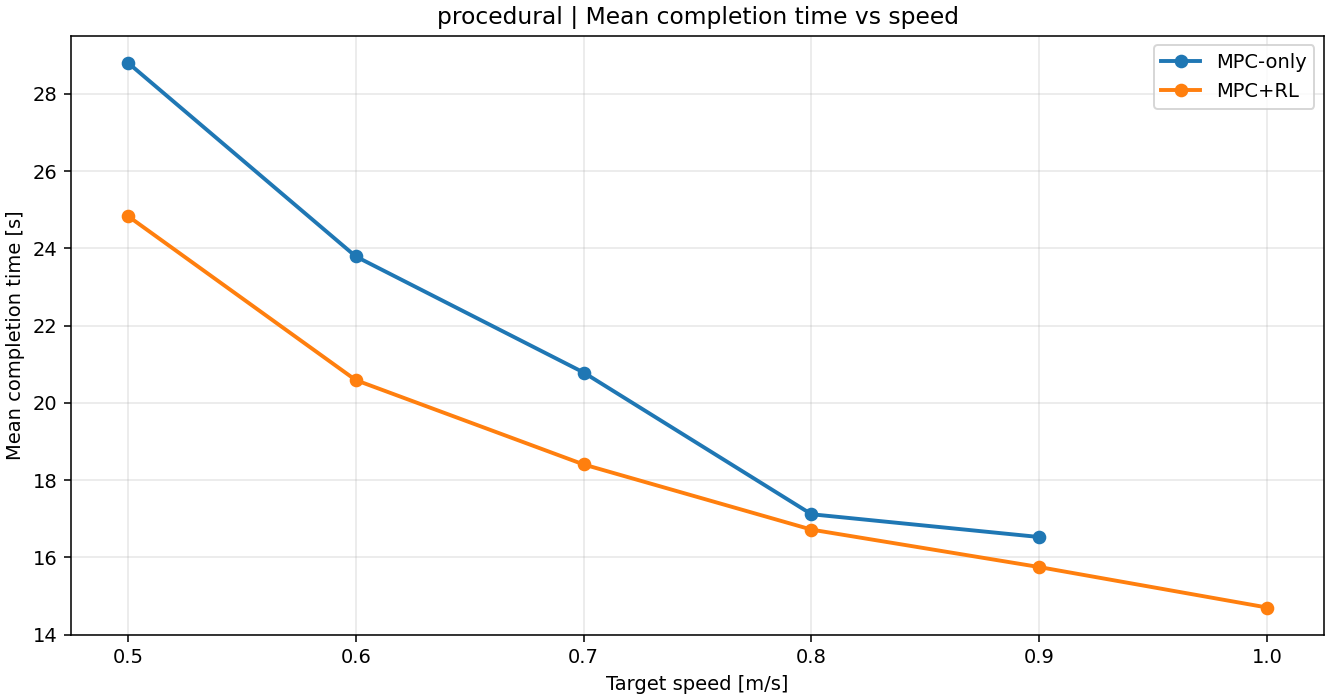 procedural | Mean completion time vs speed
MPC-only
MPC+RL
Mean completion time [s]
28
26
24
22
20
18
16
14
0.5 0.6 0.7 0.8 0.9 1.0
Target speed [m/s]